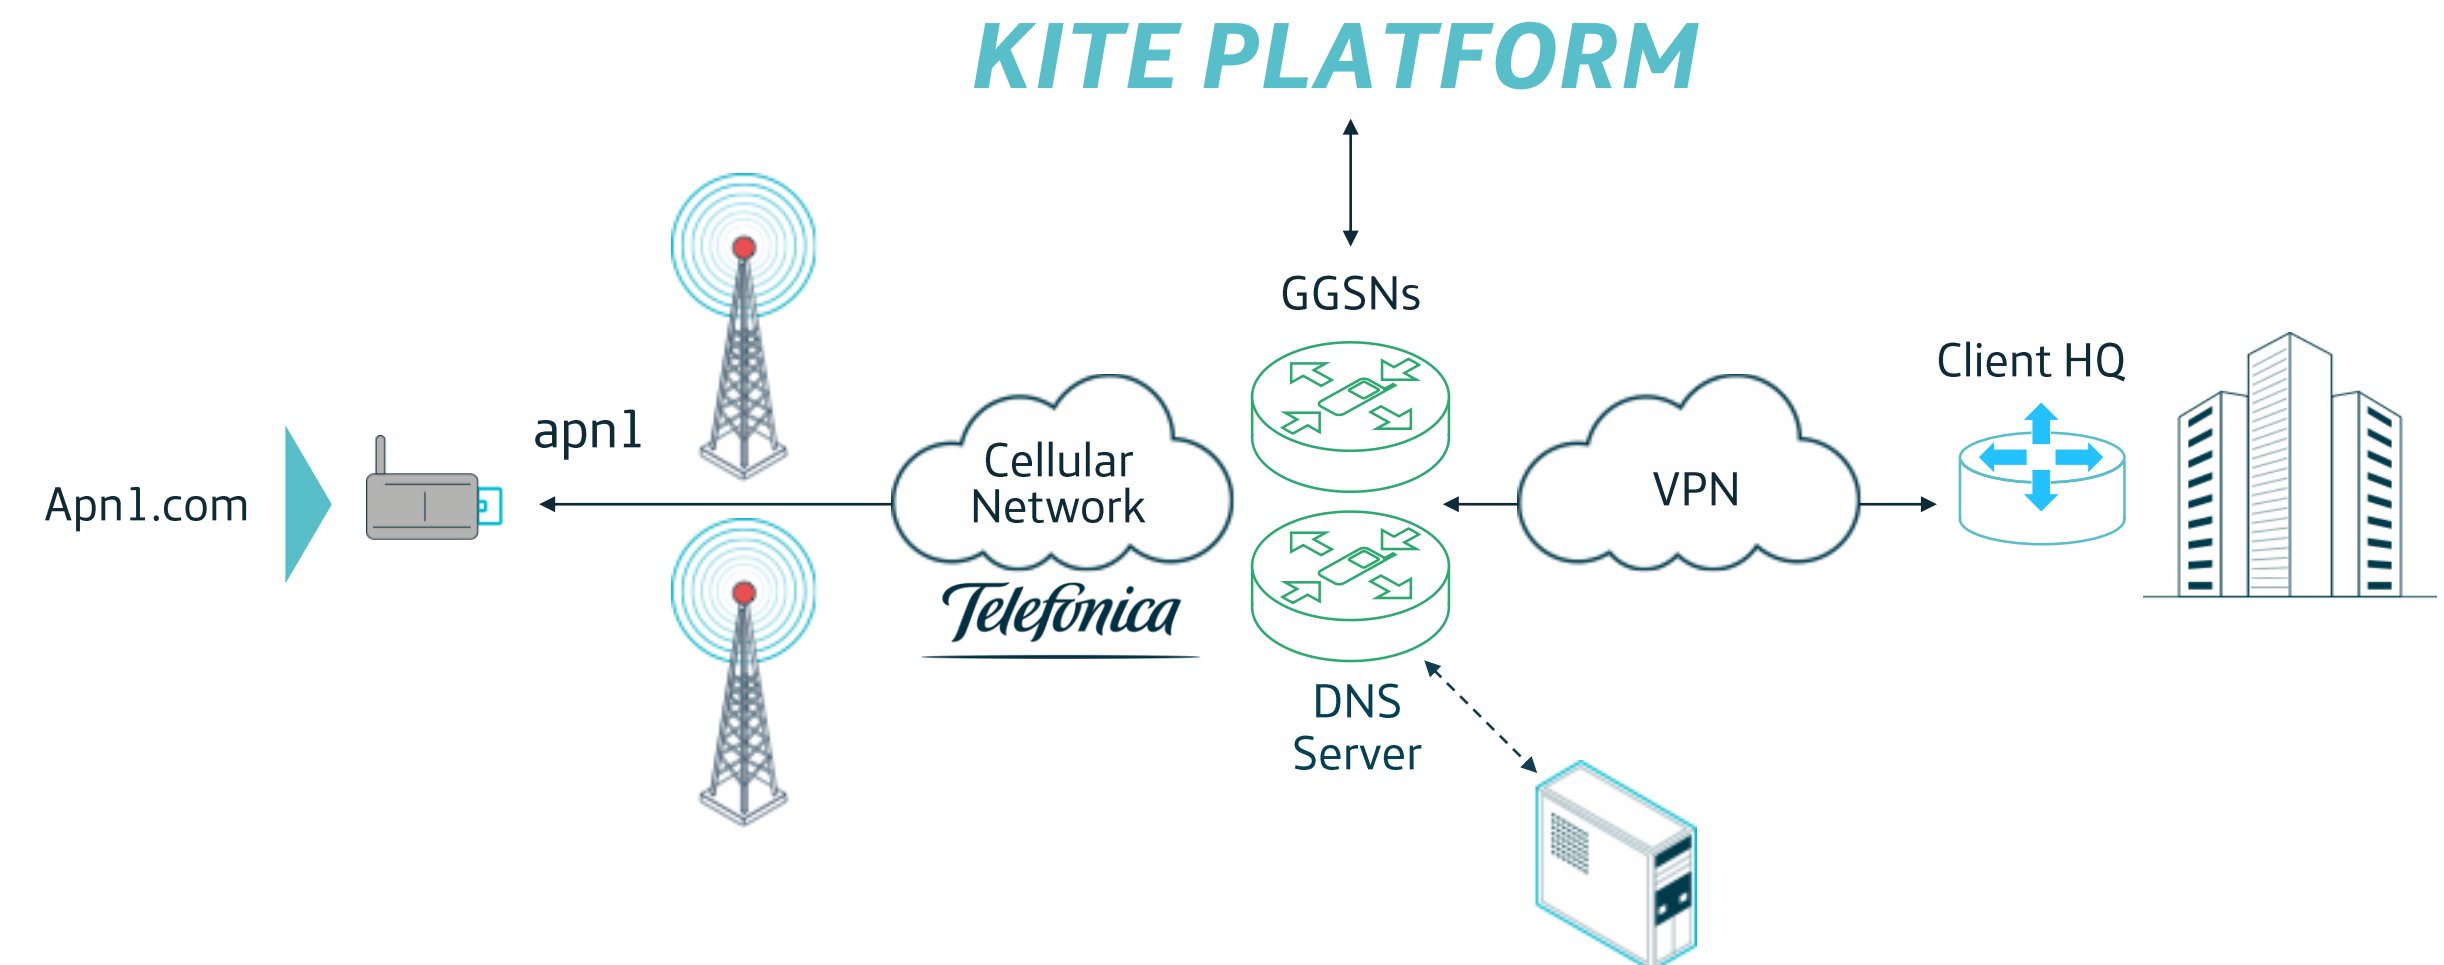 KITE PLATFORM
GGSNs
Client HQ
apn1
Cellular
Network
VPN
Apn1.com
Telefónica
DNS
Server